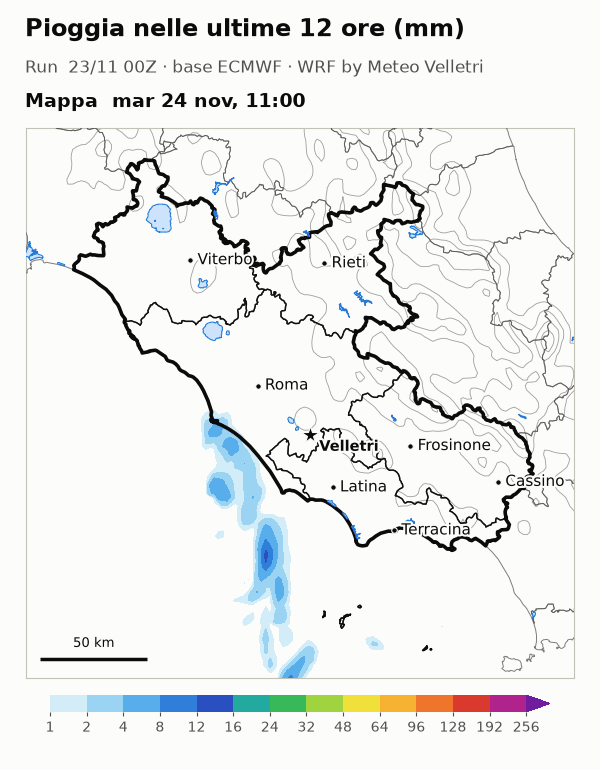 Pioggia nelle ultime 12 ore (mm)
Run  23/11 00Z · base ECMWF · WRF by Meteo Velletri
Mappa  mar 24 nov, 11:00
Viterbo
Rieti
Roma
Velletri
Frosinone
Latina
Cassino
Terracina
50 km
1 2 4 8 12 16 24 32 48 64 96 128 192 256